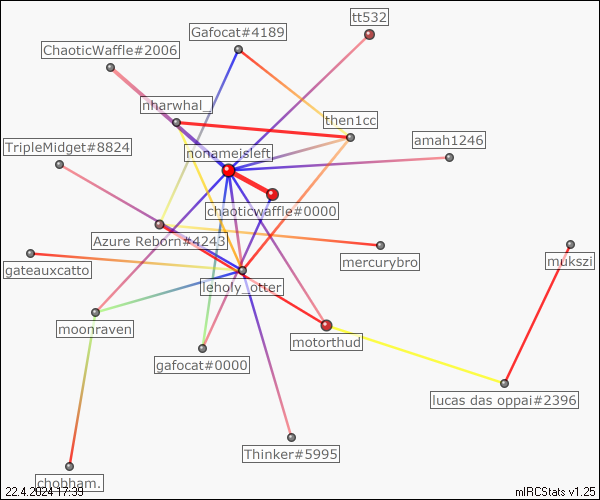 tt532
Gafocat#4189
ChaoticWaffle#2006
nharwhal_
then1cc
amah1246
TripleMidget#8824
nonameisleft
chaoticwaffle#0000
Azure Reborn#4243
mercurybro
mukszi
gateauxcatto
leholy_otter
moonraven
motorthud
gafocat#0000
lucas das oppai#2396
Thinker#5995
chobham.
22.4.2024 17:39
mIRCStats v1.25